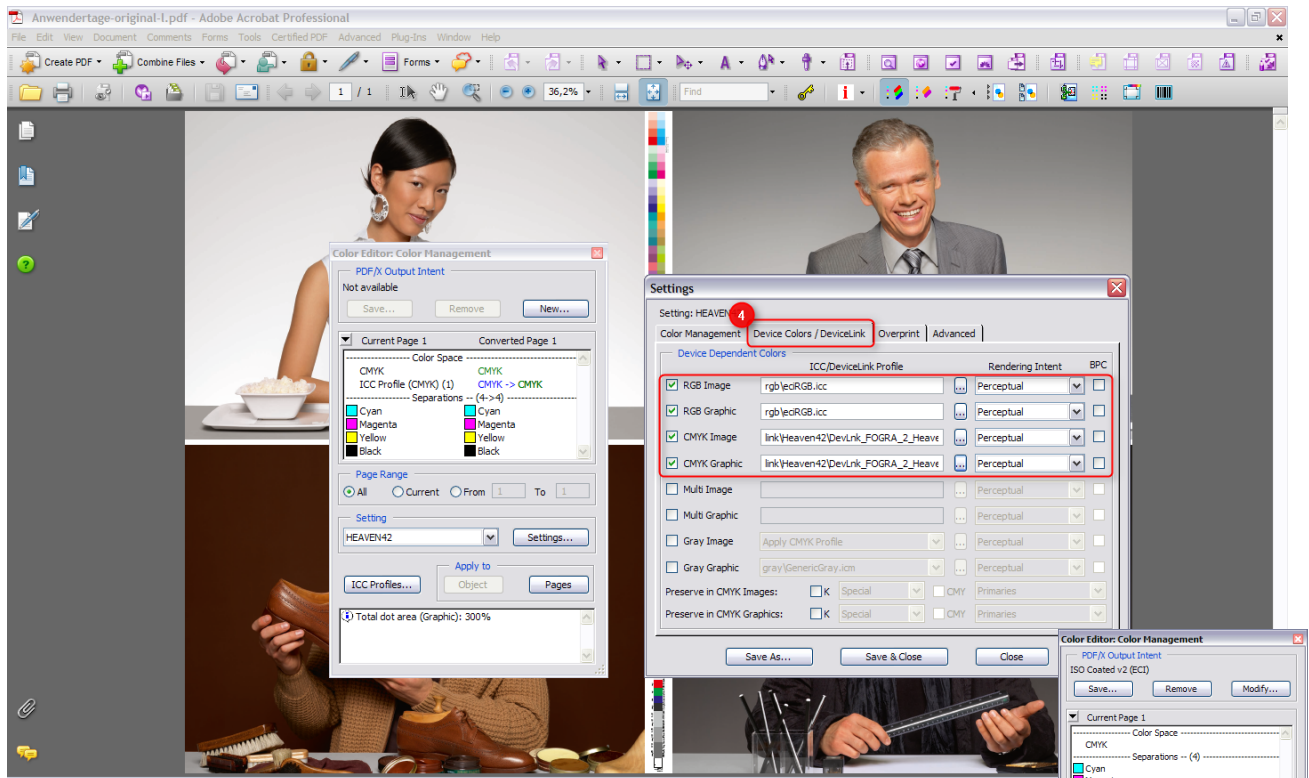 Anwendertage-original-I.pdf - Adobe Acrobat Professional
File Edit View Document Comments Forms Tools Certified PDF Advanced Plug-Ins Window Help
Create PDF Combine Files Forms
1 / 1 36,2% Find
Color Editor: Color Management
PDF/X Output Intent
Not available
Save... Remove New...
Current Page 1 Converted Page 1
Color Space
CMYK CMYK
ICC Profile (CMYK) (1) CMYK -> CMYK
Separations -- (4->4)
Cyan Cyan
Magenta Magenta
Yellow Yellow
Black Black
Page Range
All Current From 1 To 1
Setting
HEAVEN42 Settings...
Apply to
ICC Profiles... Object Pages
Total dot area (Graphic): 300%
Settings
Setting: HEAVEN
4
Color Management Device Colors / DeviceLink Overprint Advanced
Device Dependent Colors
ICC/DeviceLink Profile Rendering Intent BPC
RGB Image rgb\eciRGB.icc ... Perceptual
RGB Graphic rgb\eciRGB.icc ... Perceptual
CMYK Image link\Heaven42\DevLnk_FOGRA_2_Heave ... Perceptual
CMYK Graphic link\Heaven42\DevLnk_FOGRA_2_Heave ... Perceptual
Multi Image ... Perceptual
Multi Graphic ... Perceptual
Gray Image Apply CMYK Profile ... Perceptual
Gray Graphic gray\GenericGray.icm ... Perceptual
Preserve in CMYK Images: K Special CMY Primaries
Preserve in CMYK Graphics: K Special CMY Primaries
Save As... Save & Close Close
Color Editor: Color Management
PDF/X Output Intent
ISO Coated v2 (ECI)
Save... Remove Modify...
Current Page 1
Color Space
CMYK
Separations -- (4)
Cyan